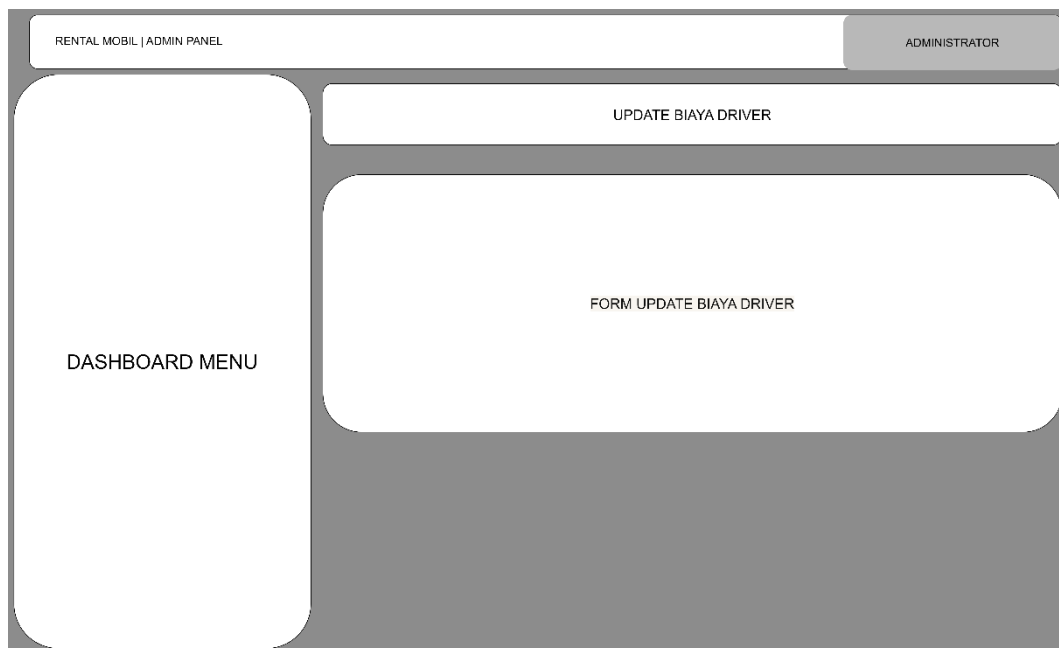 RENTAL MOBIL | ADMIN PANEL
ADMINISTRATOR
UPDATE BIAYA DRIVER
FORM UPDATE BIAYA DRIVER
DASHBOARD MENU